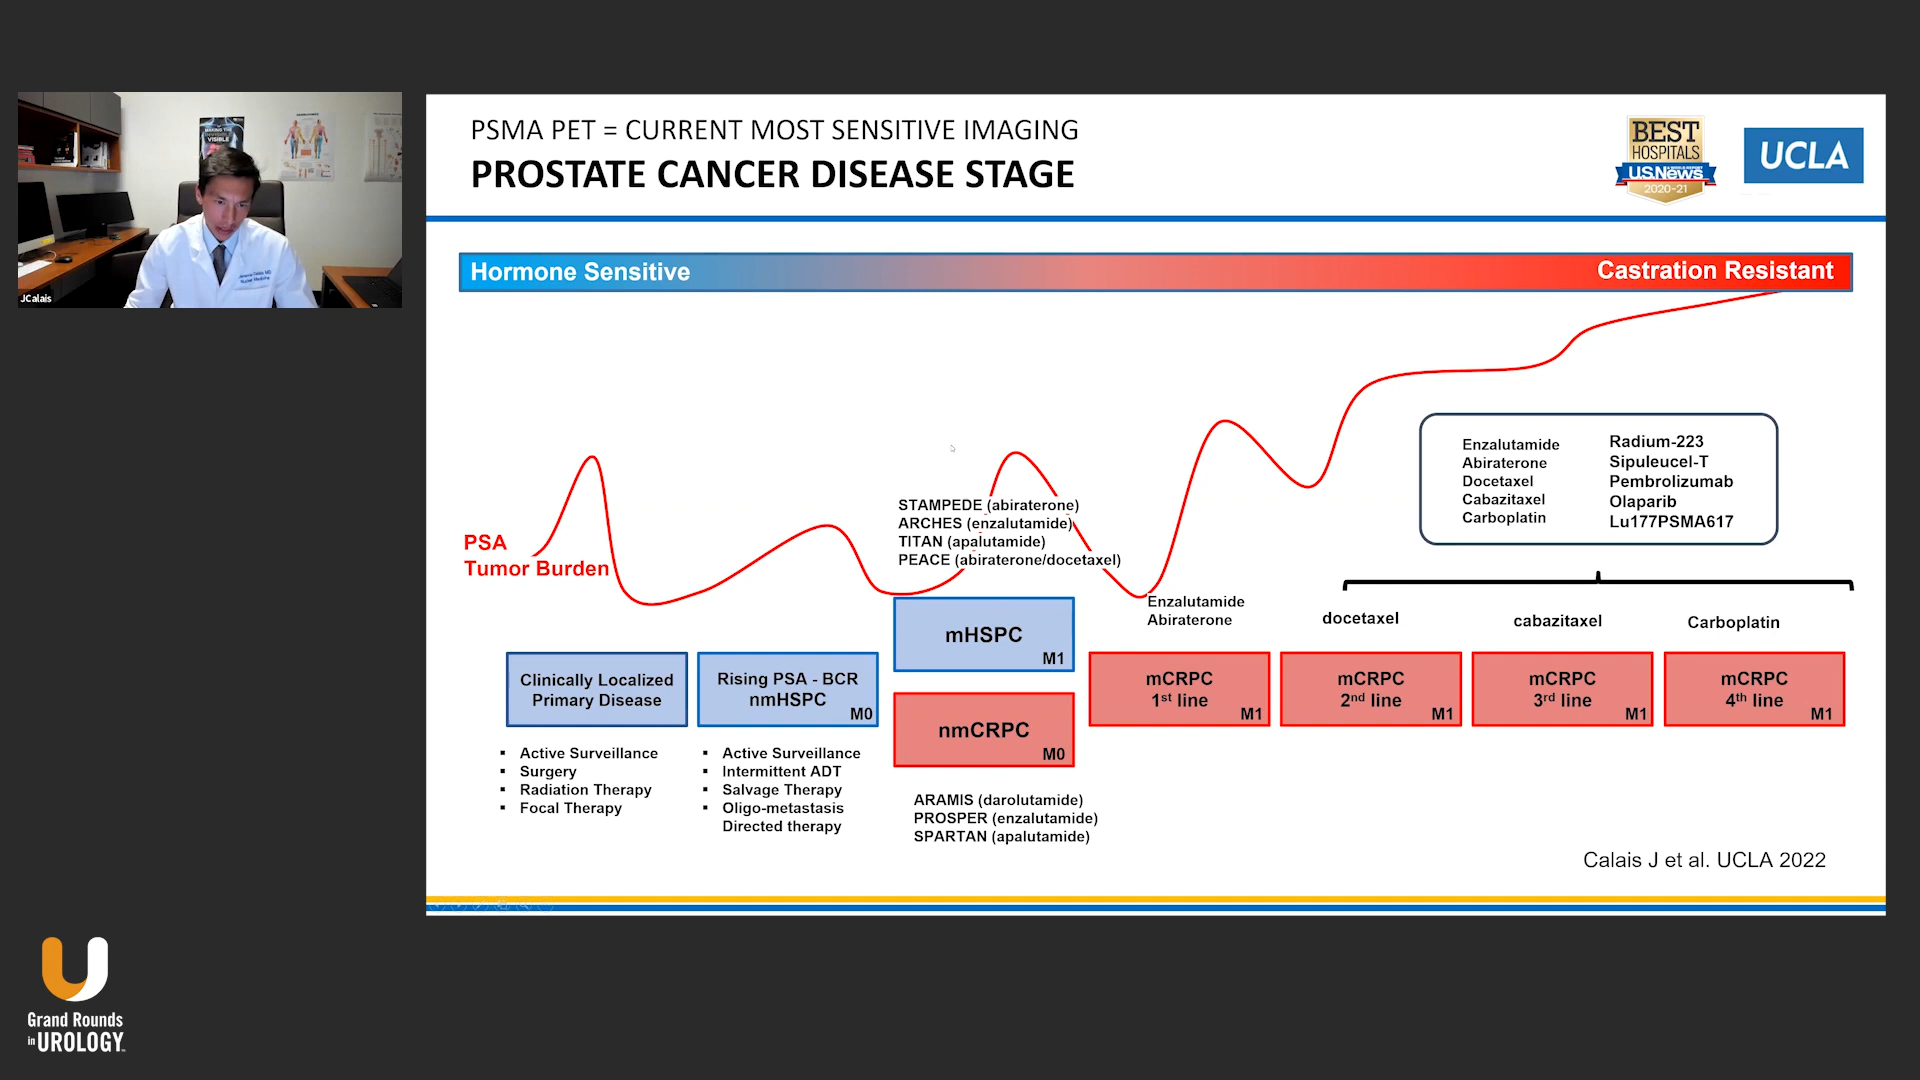 MAKING THE
INVISIBLE
VISIBLE
JCalais
PSMA PET = CURRENT MOST SENSITIVE IMAGING
PROSTATE CANCER DISEASE STAGE
BEST
HOSPITALS
U.S.News
2020-21
UCLA
Hormone Sensitive
Castration Resistant
Enzalutamide
Abiraterone
Docetaxel
Cabazitaxel
Carboplatin
Radium-223
Sipuleucel-T
Pembrolizumab
Olaparib
Lu177PSMA617
STAMPEDE (abiraterone)
ARCHES (enzalutamide)
TITAN (apalutamide)
PEACE (abiraterone/docetaxel)
PSA
Tumor Burden
Enzalutamide
Abiraterone
docetaxel
cabazitaxel
Carboplatin
Clinically Localized
Primary Disease
Rising PSA - BCR
nmHSPC
M0
mHSPC
M1
nmCRPC
M0
mCRPC
1st line
M1
mCRPC
2nd line
M1
mCRPC
3rd line
M1
mCRPC
4th line
M1
▪ Active Surveillance
▪ Surgery
▪ Radiation Therapy
▪ Focal Therapy
▪ Active Surveillance
▪ Intermittent ADT
▪ Salvage Therapy
▪ Oligo-metastasis
Directed therapy
ARAMIS (darolutamide)
PROSPER (enzalutamide)
SPARTAN (apalutamide)
Calais J et al. UCLA 2022
Grand Rounds
in UROLOGY